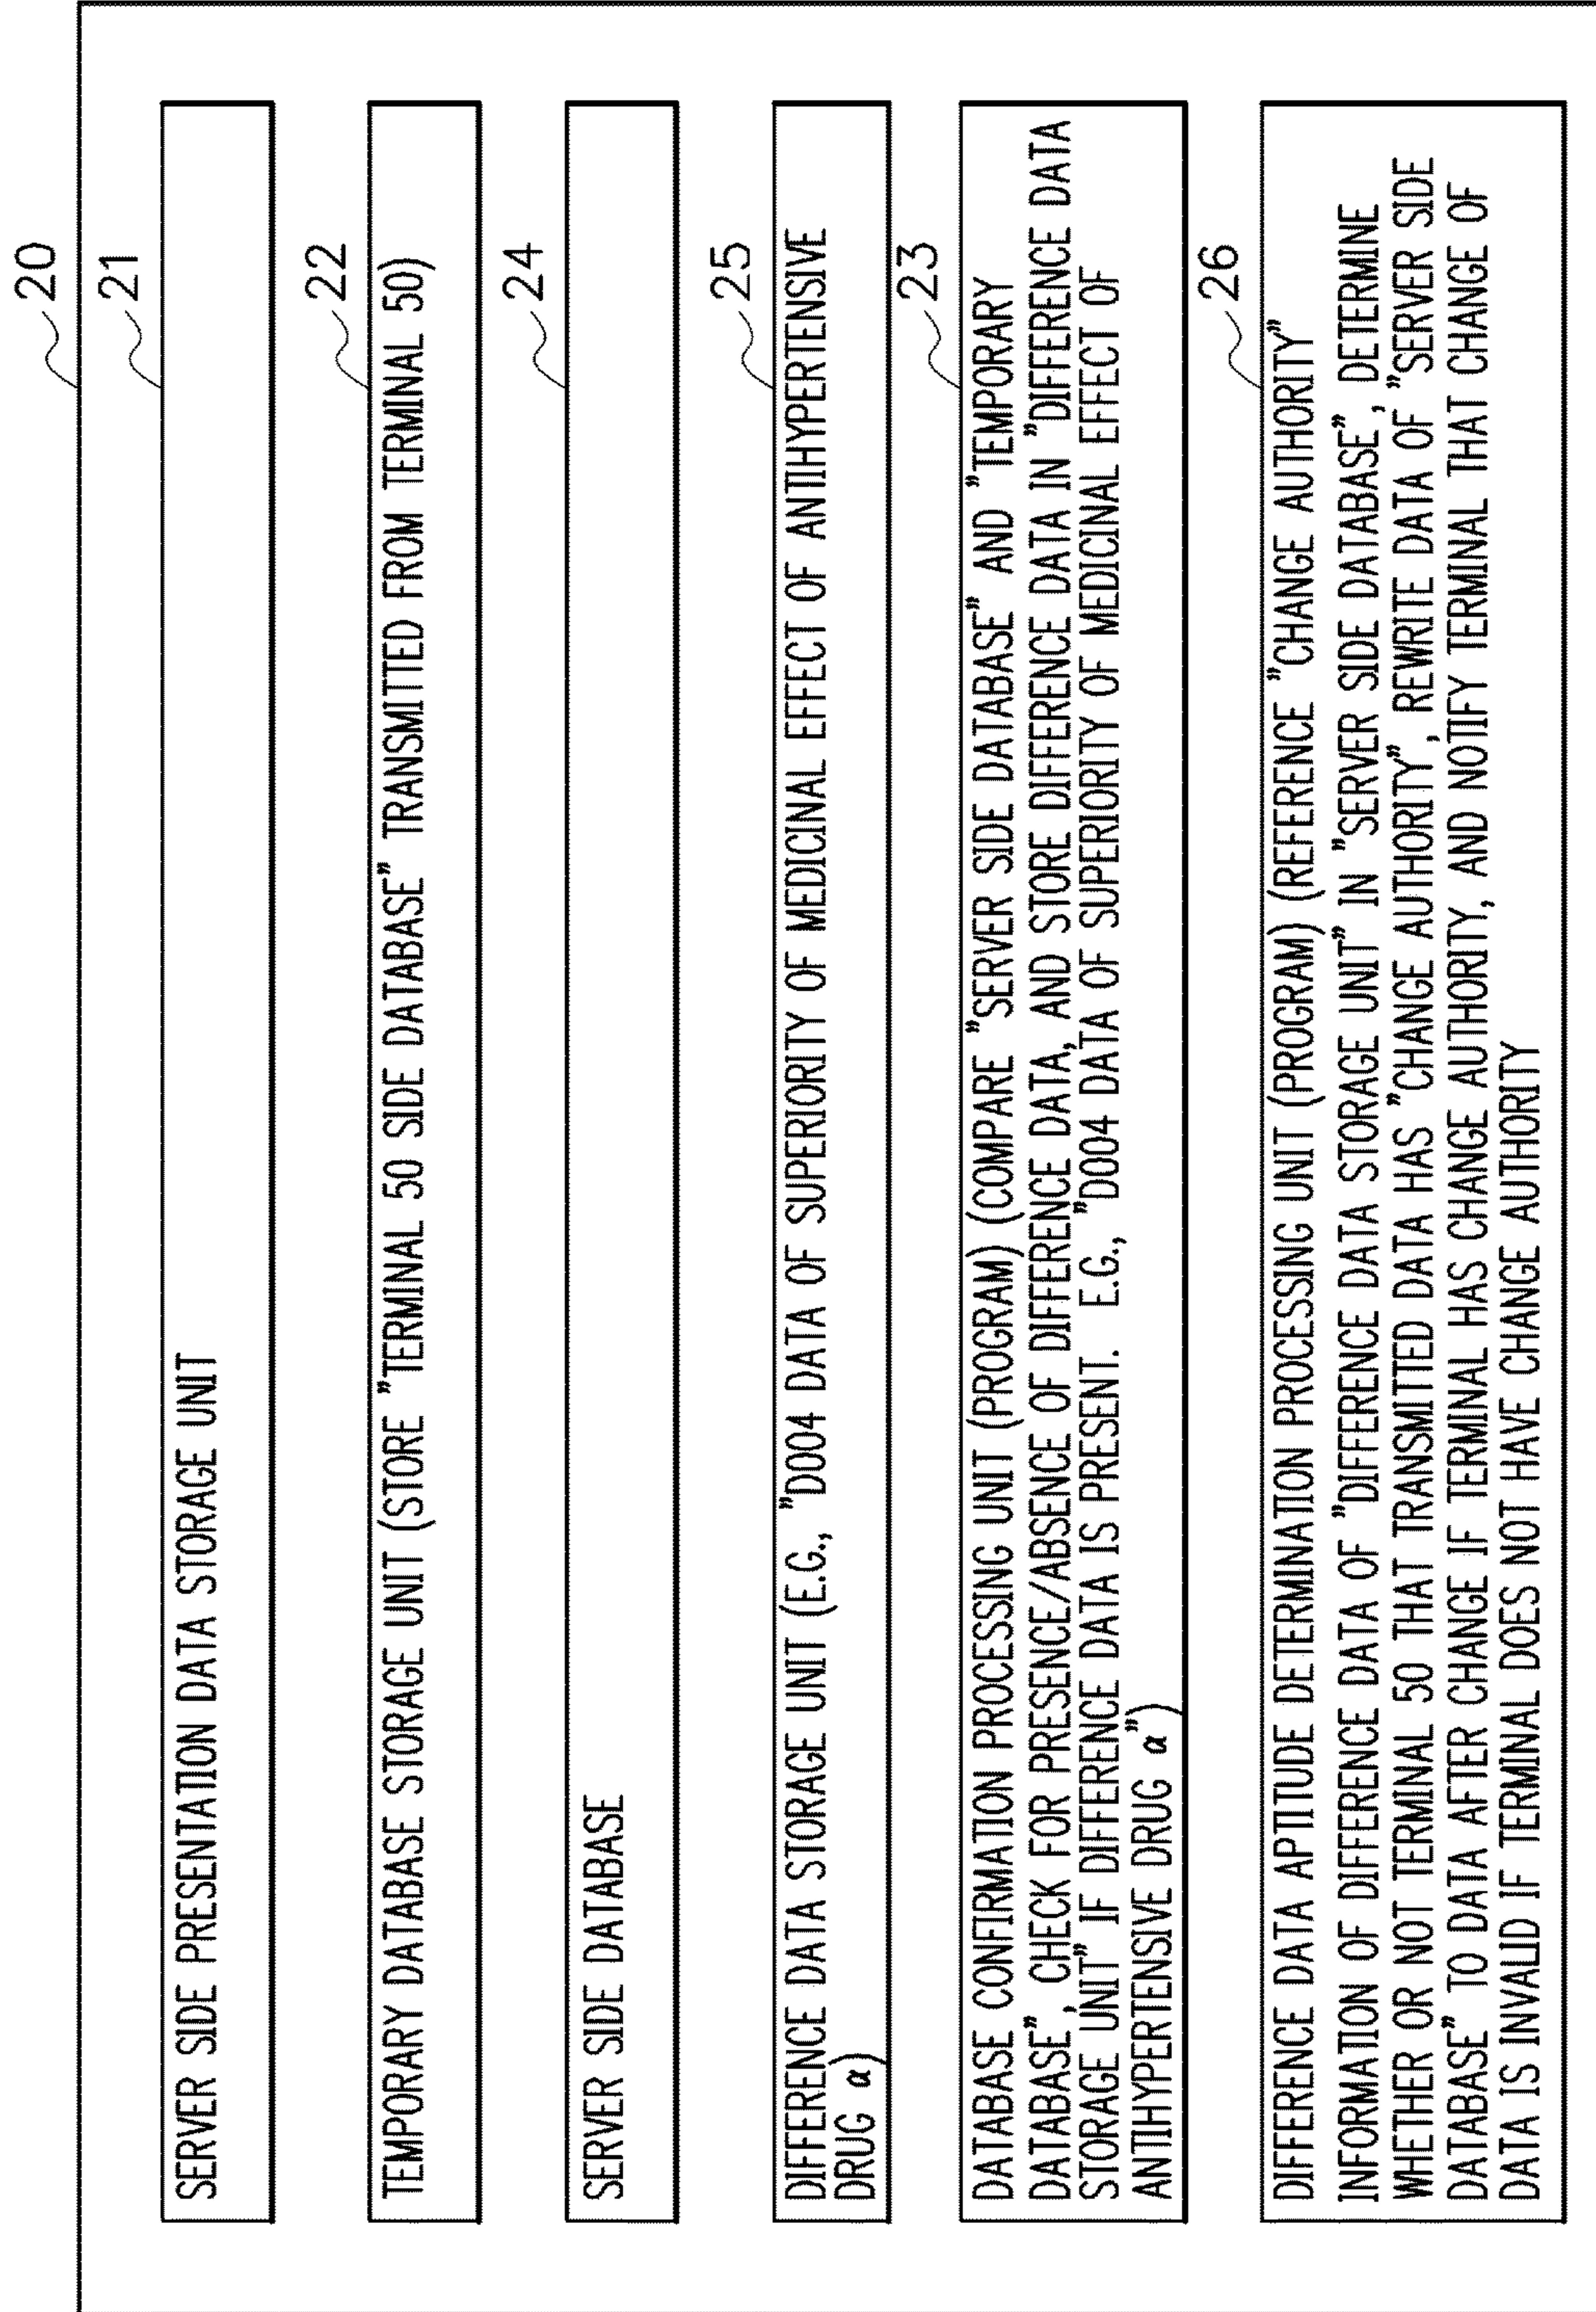 20
21
SERVER SIDE PRESENTATION DATA STORAGE UNIT
22
TEMPORARY DATABASE STORAGE UNIT (STORE "TERMINAL 50 SIDE DATABASE" TRANSMITTED FROM TERMINAL 50)
24
SERVER SIDE DATABASE
25
DIFFERENCE DATA STORAGE UNIT (E.G., "D004 DATA OF SUPERIORITY OF MEDICINAL EFFECT OF ANTIHYPERTENSIVE
DRUG α)
23
DATABASE CONFIRMATION PROCESSING UNIT (PROGRAM) (COMPARE "SERVER SIDE DATABASE" AND "TEMPORARY
DATABASE", CHECK FOR PRESENCE/ABSENCE OF DIFFERENCE DATA, AND STORE DIFFERENCE DATA IN "DIFFERENCE DATA
STORAGE UNIT" IF DIFFERENCE DATA IS PRESENT. E.G., "D004 DATA OF SUPERIORITY OF MEDICINAL EFFECT OF
ANTIHYPERTENSIVE DRUG α")
26
DIFFERENCE DATA APTITUDE DETERMINATION PROCESSING UNIT (PROGRAM) (REFERENCE "CHANGE AUTHORITY"
INFORMATION OF DIFFERENCE DATA OF "DIFFERENCE DATA STORAGE UNIT" IN "SERVER SIDE DATABASE", DETERMINE
WHETHER OR NOT TERMINAL 50 THAT TRANSMITTED DATA HAS "CHANGE AUTHORITY", REWRITE DATA OF "SERVER SIDE
DATABASE" TO DATA AFTER CHANGE IF TERMINAL HAS CHANGE AUTHORITY, AND NOTIFY TERMINAL THAT CHANGE OF
DATA IS INVALID IF TERMINAL DOES NOT HAVE CHANGE AUTHORITY